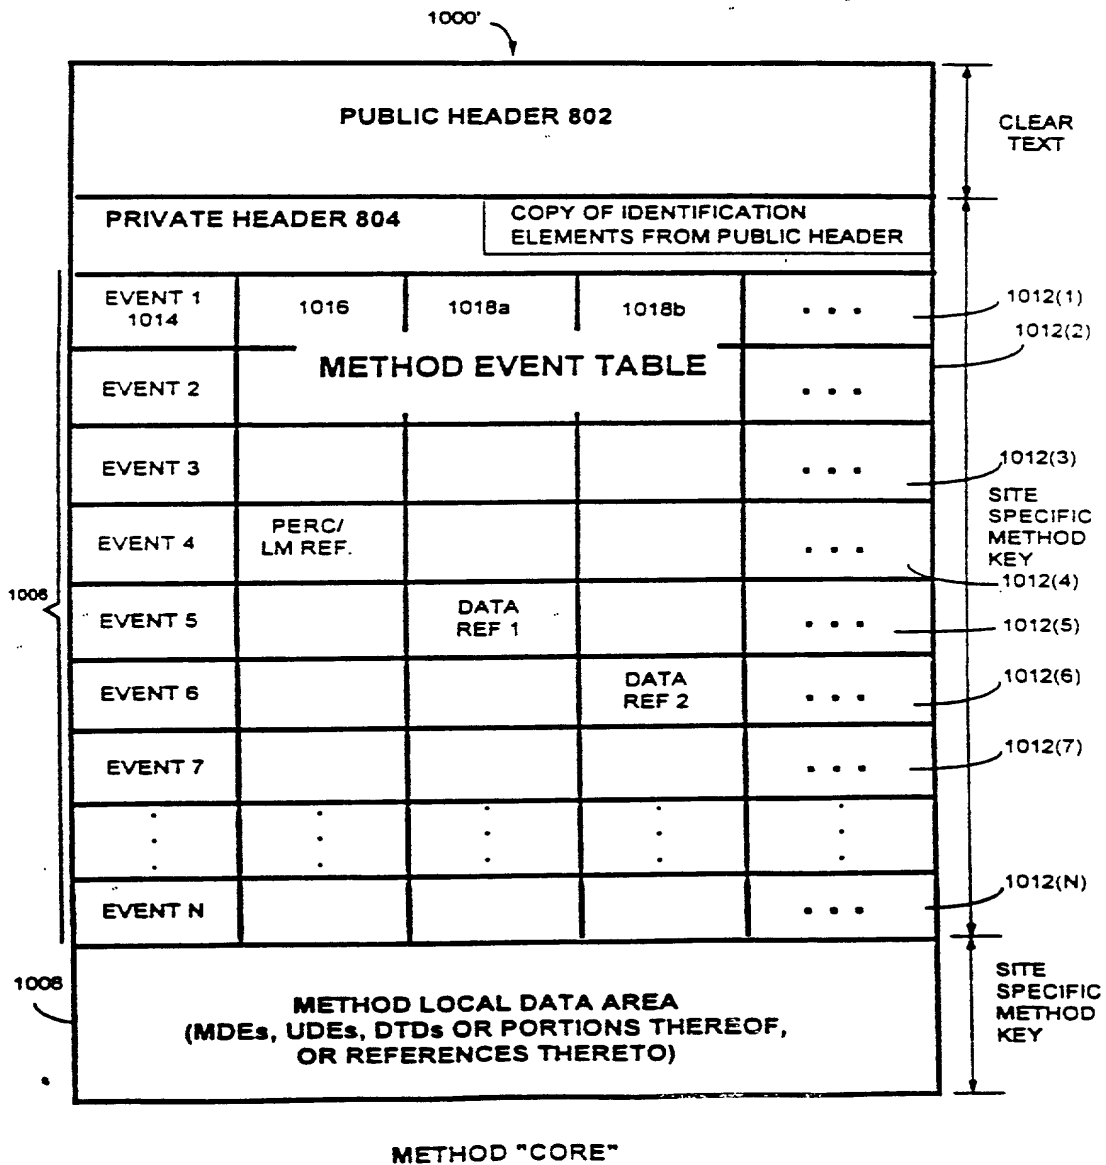 1000'
PUBLIC HEADER 802
CLEAR
TEXT
PRIVATE HEADER 804
COPY OF IDENTIFICATION
ELEMENTS FROM PUBLIC HEADER
EVENT 1
1014
1016
1018a
1018b
. . .
1012(1)
1012(2)
METHOD EVENT TABLE
EVENT 2
. . .
EVENT 3
. . .
1012(3)
SITE
SPECIFIC
METHOD
KEY
EVENT 4
PERC/
LM REF.
. . .
1012(4)
1006
EVENT 5
DATA
REF 1
. . .
1012(5)
EVENT 6
DATA
REF 2
. . .
1012(6)
EVENT 7
. . .
1012(7)
EVENT N
. . .
1012(N)
1008
METHOD LOCAL DATA AREA
(MDEs, UDEs, DTDs OR PORTIONS THEREOF,
OR REFERENCES THERETO)
SITE
SPECIFIC
METHOD
KEY
METHOD "CORE"